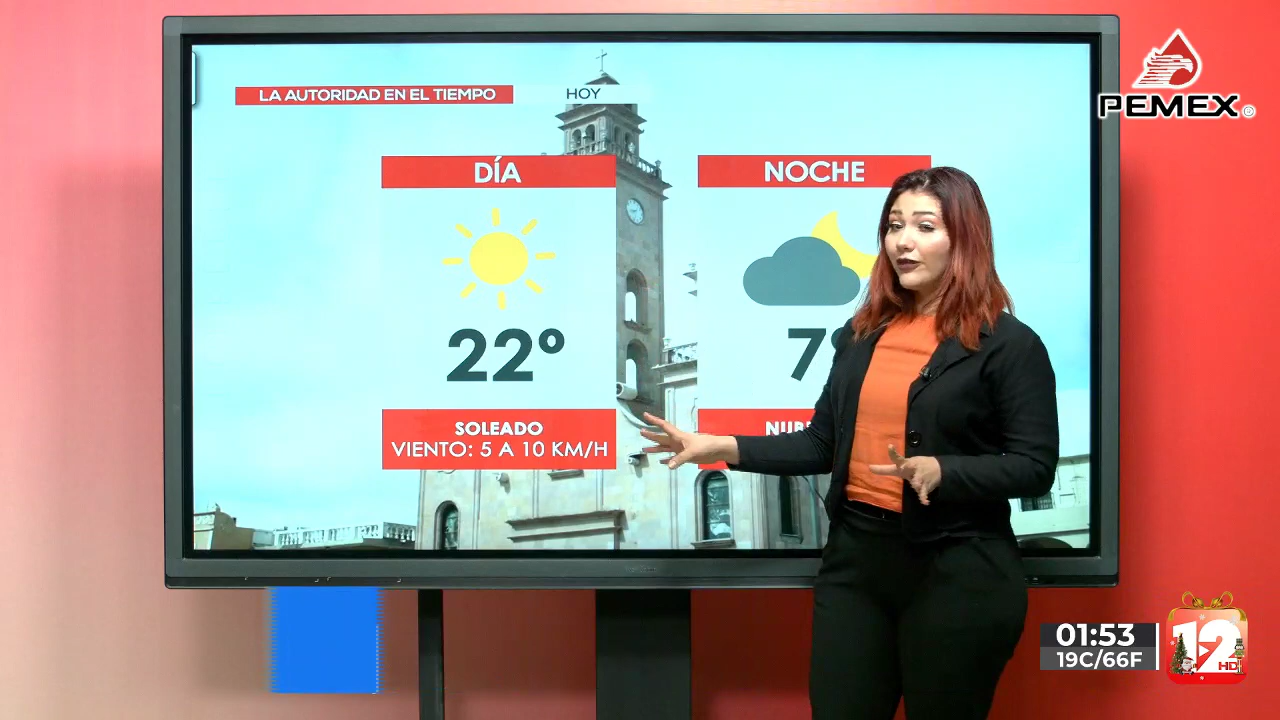 LA AUTORIDAD EN EL TIEMPO
HOY
PEMEX
DÍA
NOCHE
22°
7°
SOLEADO
VIENTO: 5 A 10 KM/H
01:53
19C/66F
12
HD